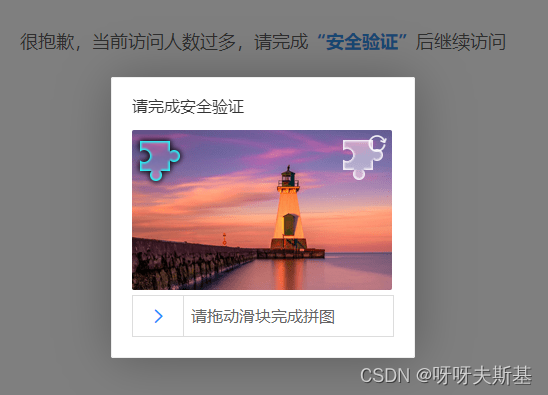 很抱歉，当前访问人数过多，请完成“安全验证”后继续访问
请完成安全验证
请拖动滑块完成拼图
CSDN @呀呀夫斯基